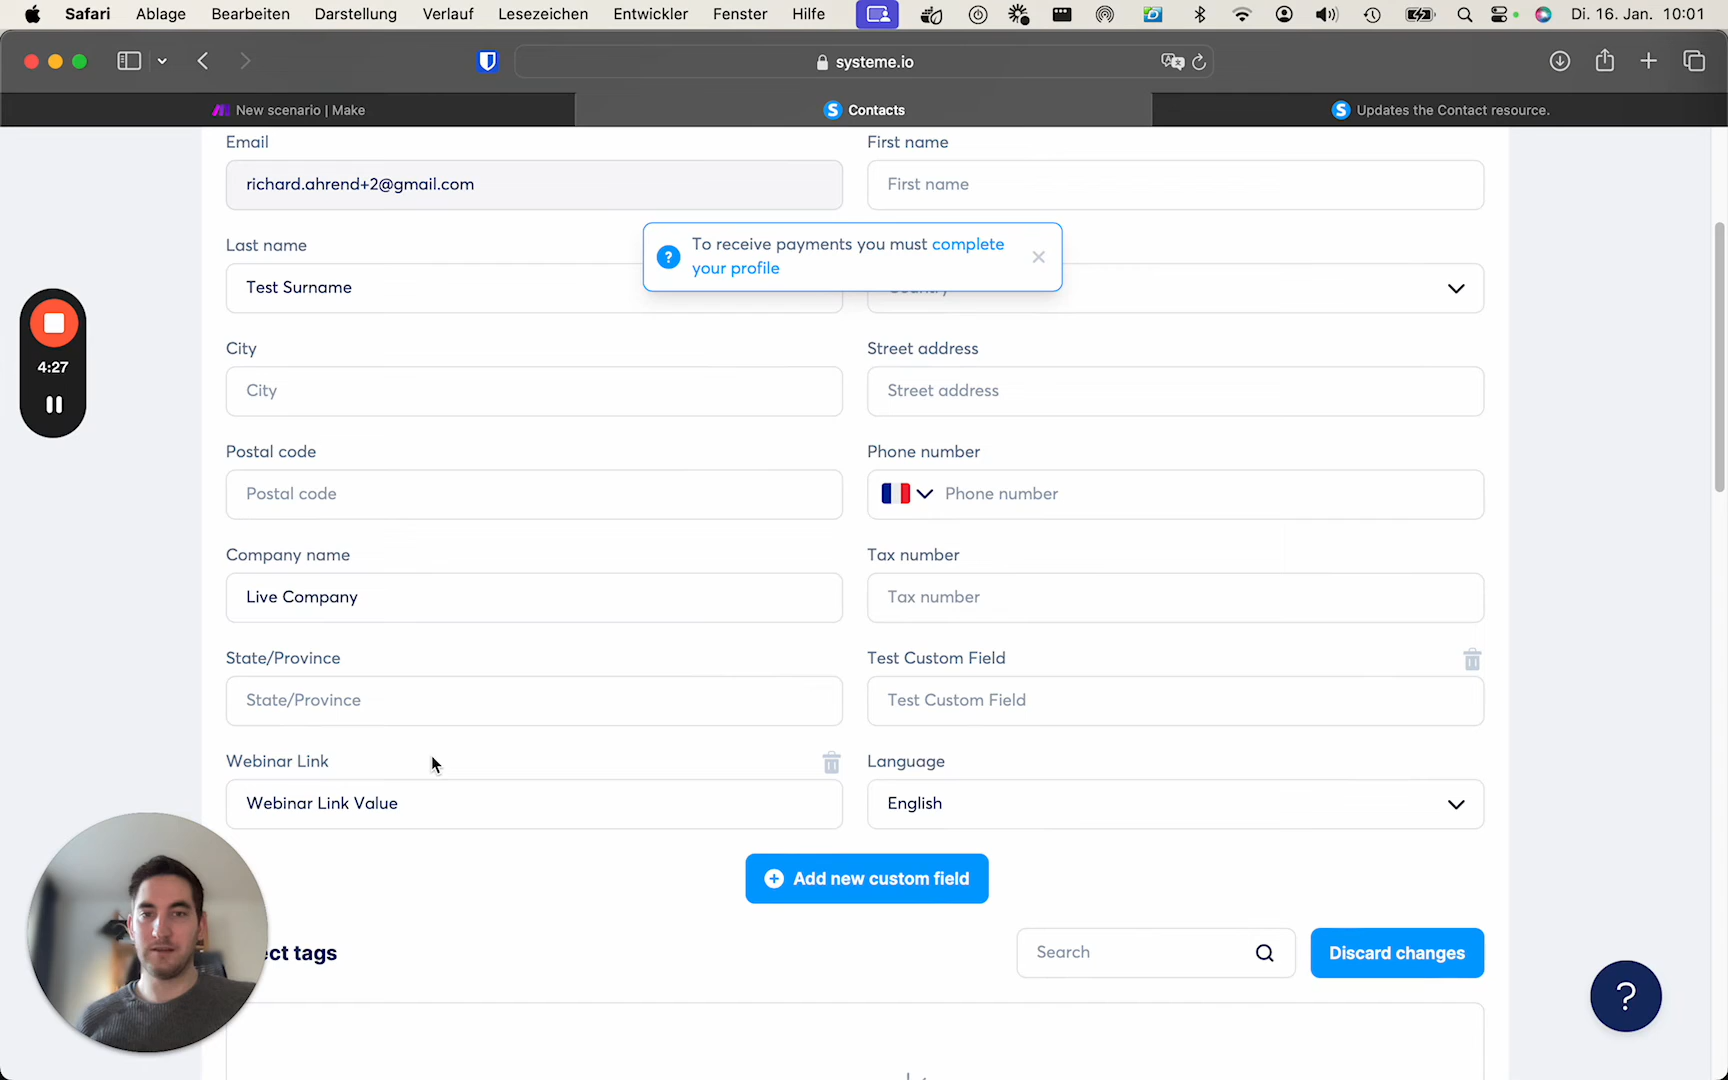 Safari Ablage Bearbeiten Darstellung Verlauf Lesezeichen Entwickler Fenster Hilfe Di. 16. Jan. 10:01
systeme.io
New scenario | Make Contacts Updates the Contact resource.
Email First name
richard.ahrend+2@gmail.com First name
To receive payments you must complete
your profile
Last name
Test Surname Country
City Street address
City Street address
Postal code Phone number
Postal code Phone number
4:27
Company name Tax number
Live Company Tax number
State/Province Test Custom Field
State/Province Test Custom Field
Webinar Link Language
Webinar Link Value English
Add new custom field
ect tags Search Discard changes
?